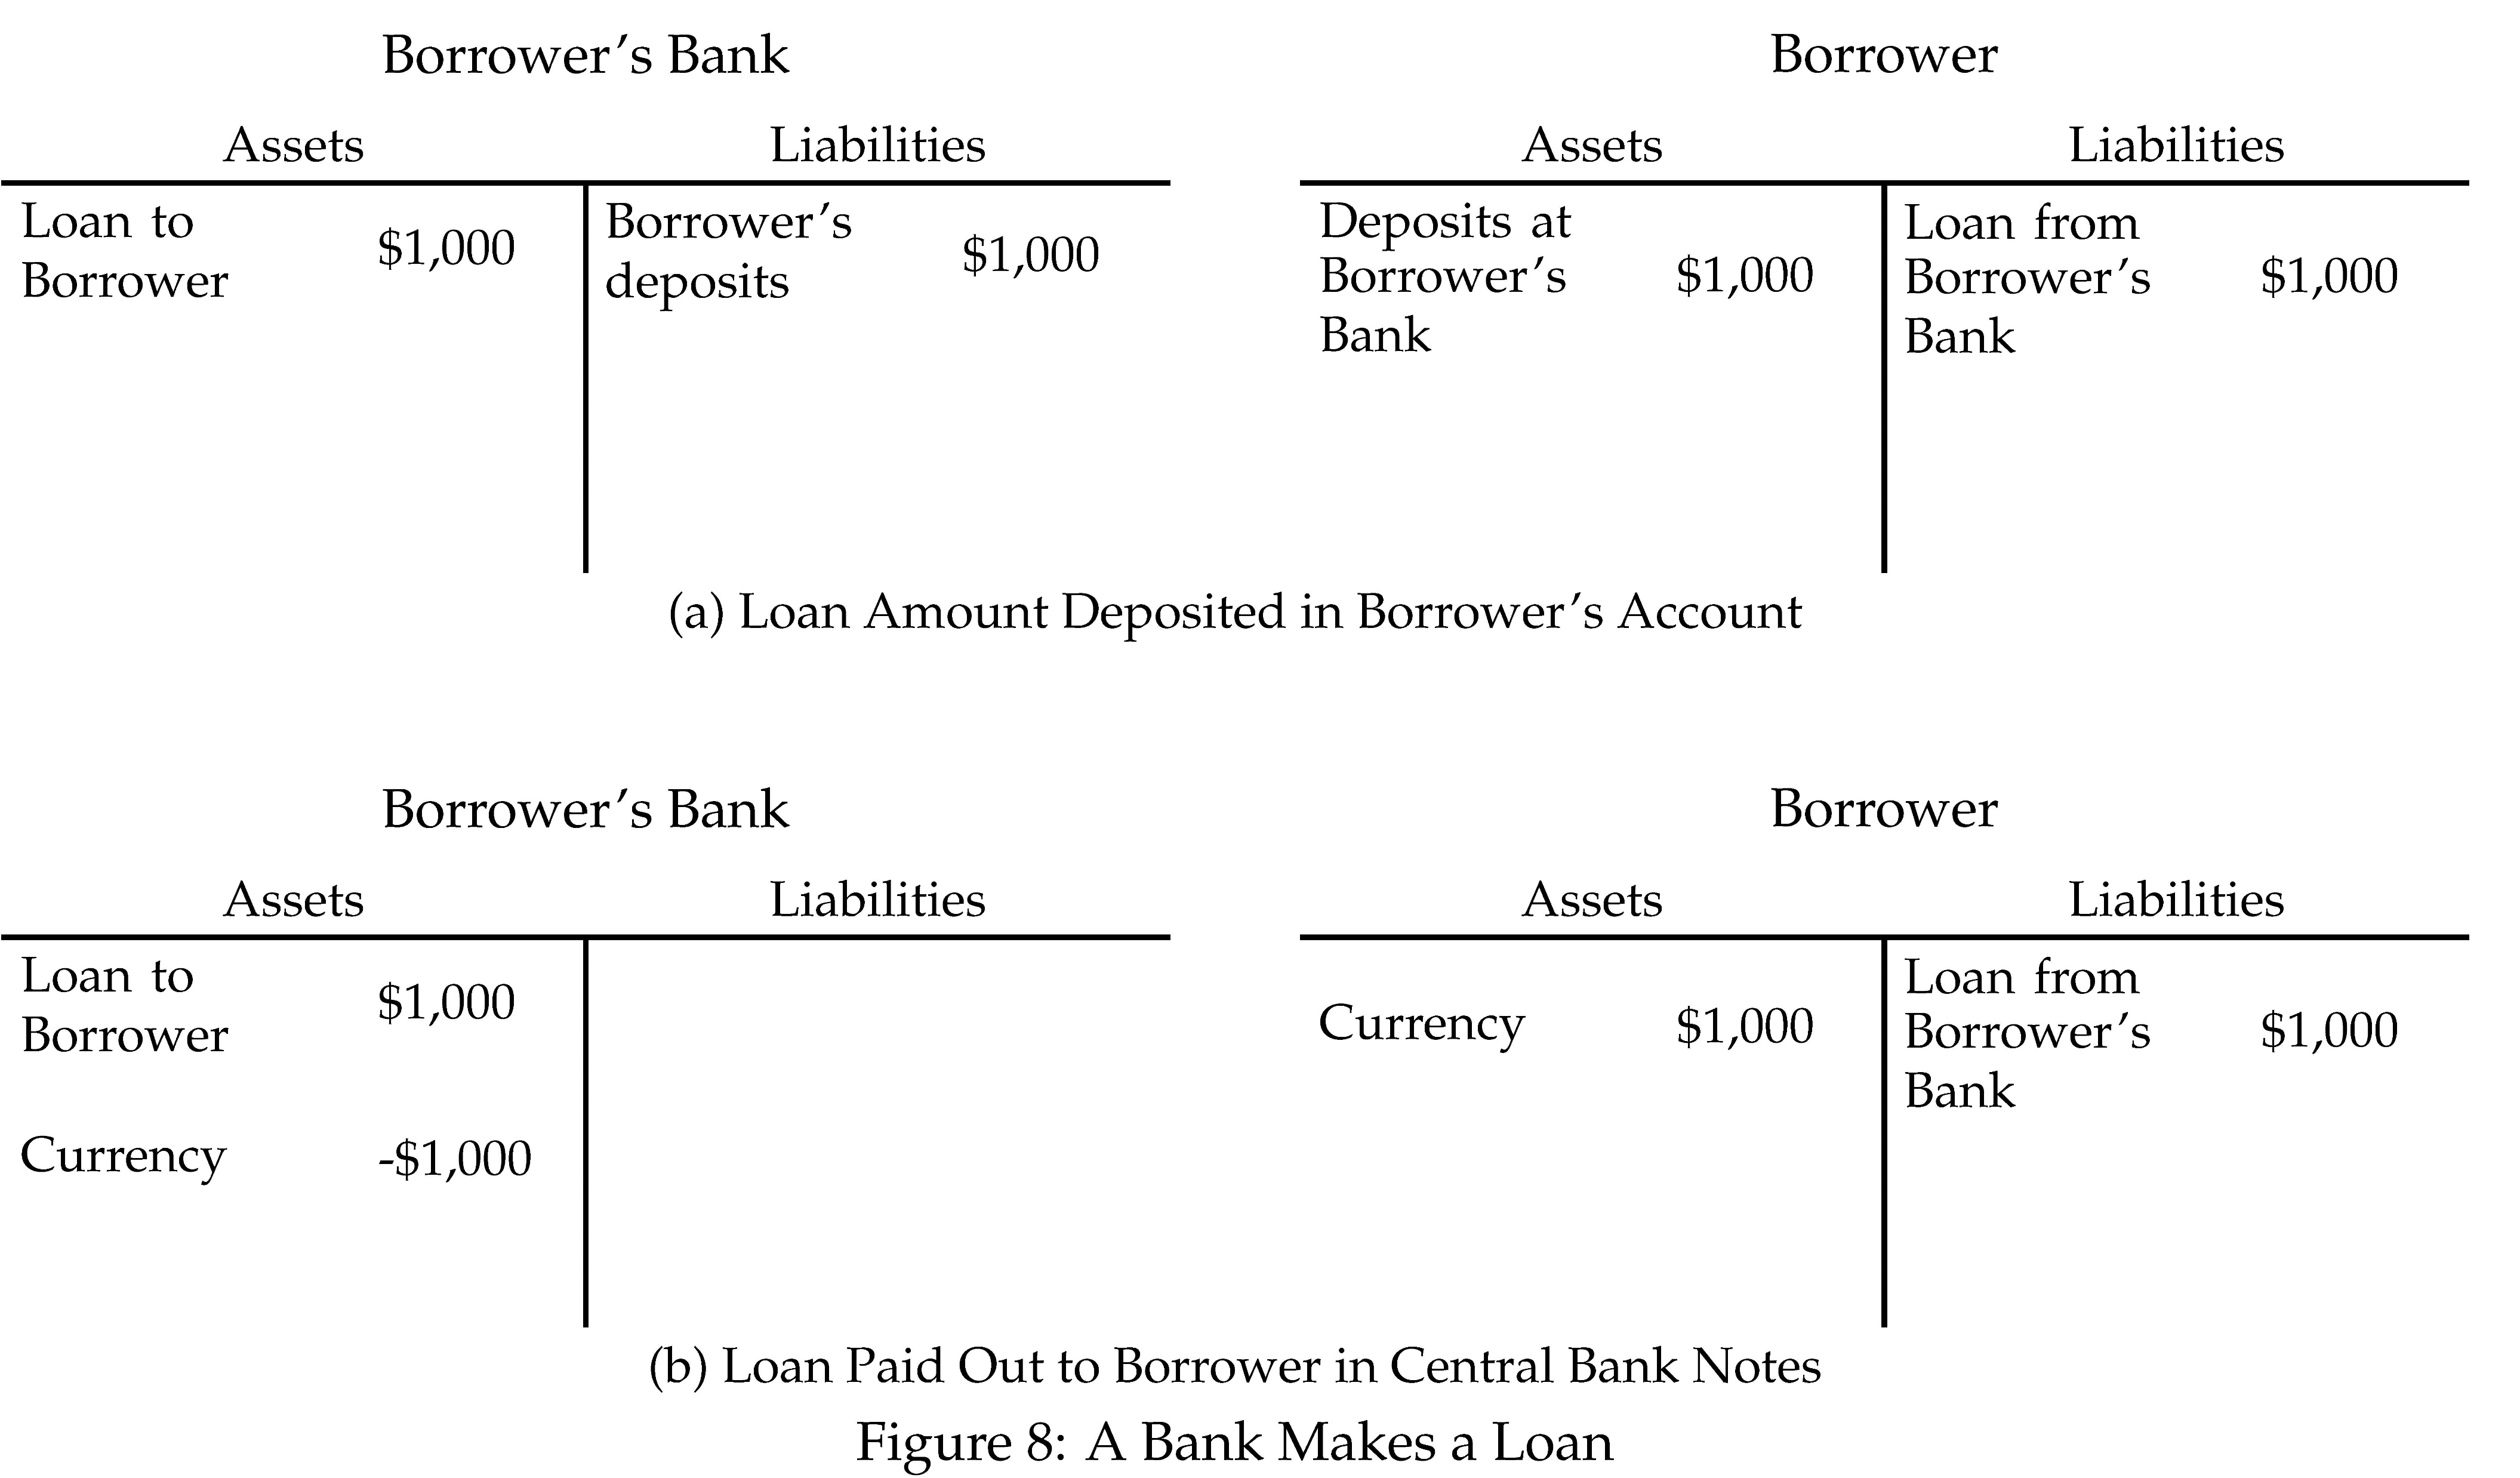 Borrower´s Bank
Borrower
Assets
Liabilities
Assets
Liabilities
Loan to
Borrower
$1,000
Borrower´s
deposits
$1,000
Deposits at
Borrower´s
Bank
$1,000
Loan from
Borrower´s
Bank
$1,000
(a) Loan Amount Deposited in Borrower´s Account
Borrower´s Bank
Borrower
Assets
Liabilities
Assets
Liabilities
Loan to
Borrower
$1,000
Currency
-$1,000
Currency
$1,000
Loan from
Borrower´s
Bank
$1,000
(b) Loan Paid Out to Borrower in Central Bank Notes
Figure 8: A Bank Makes a Loan